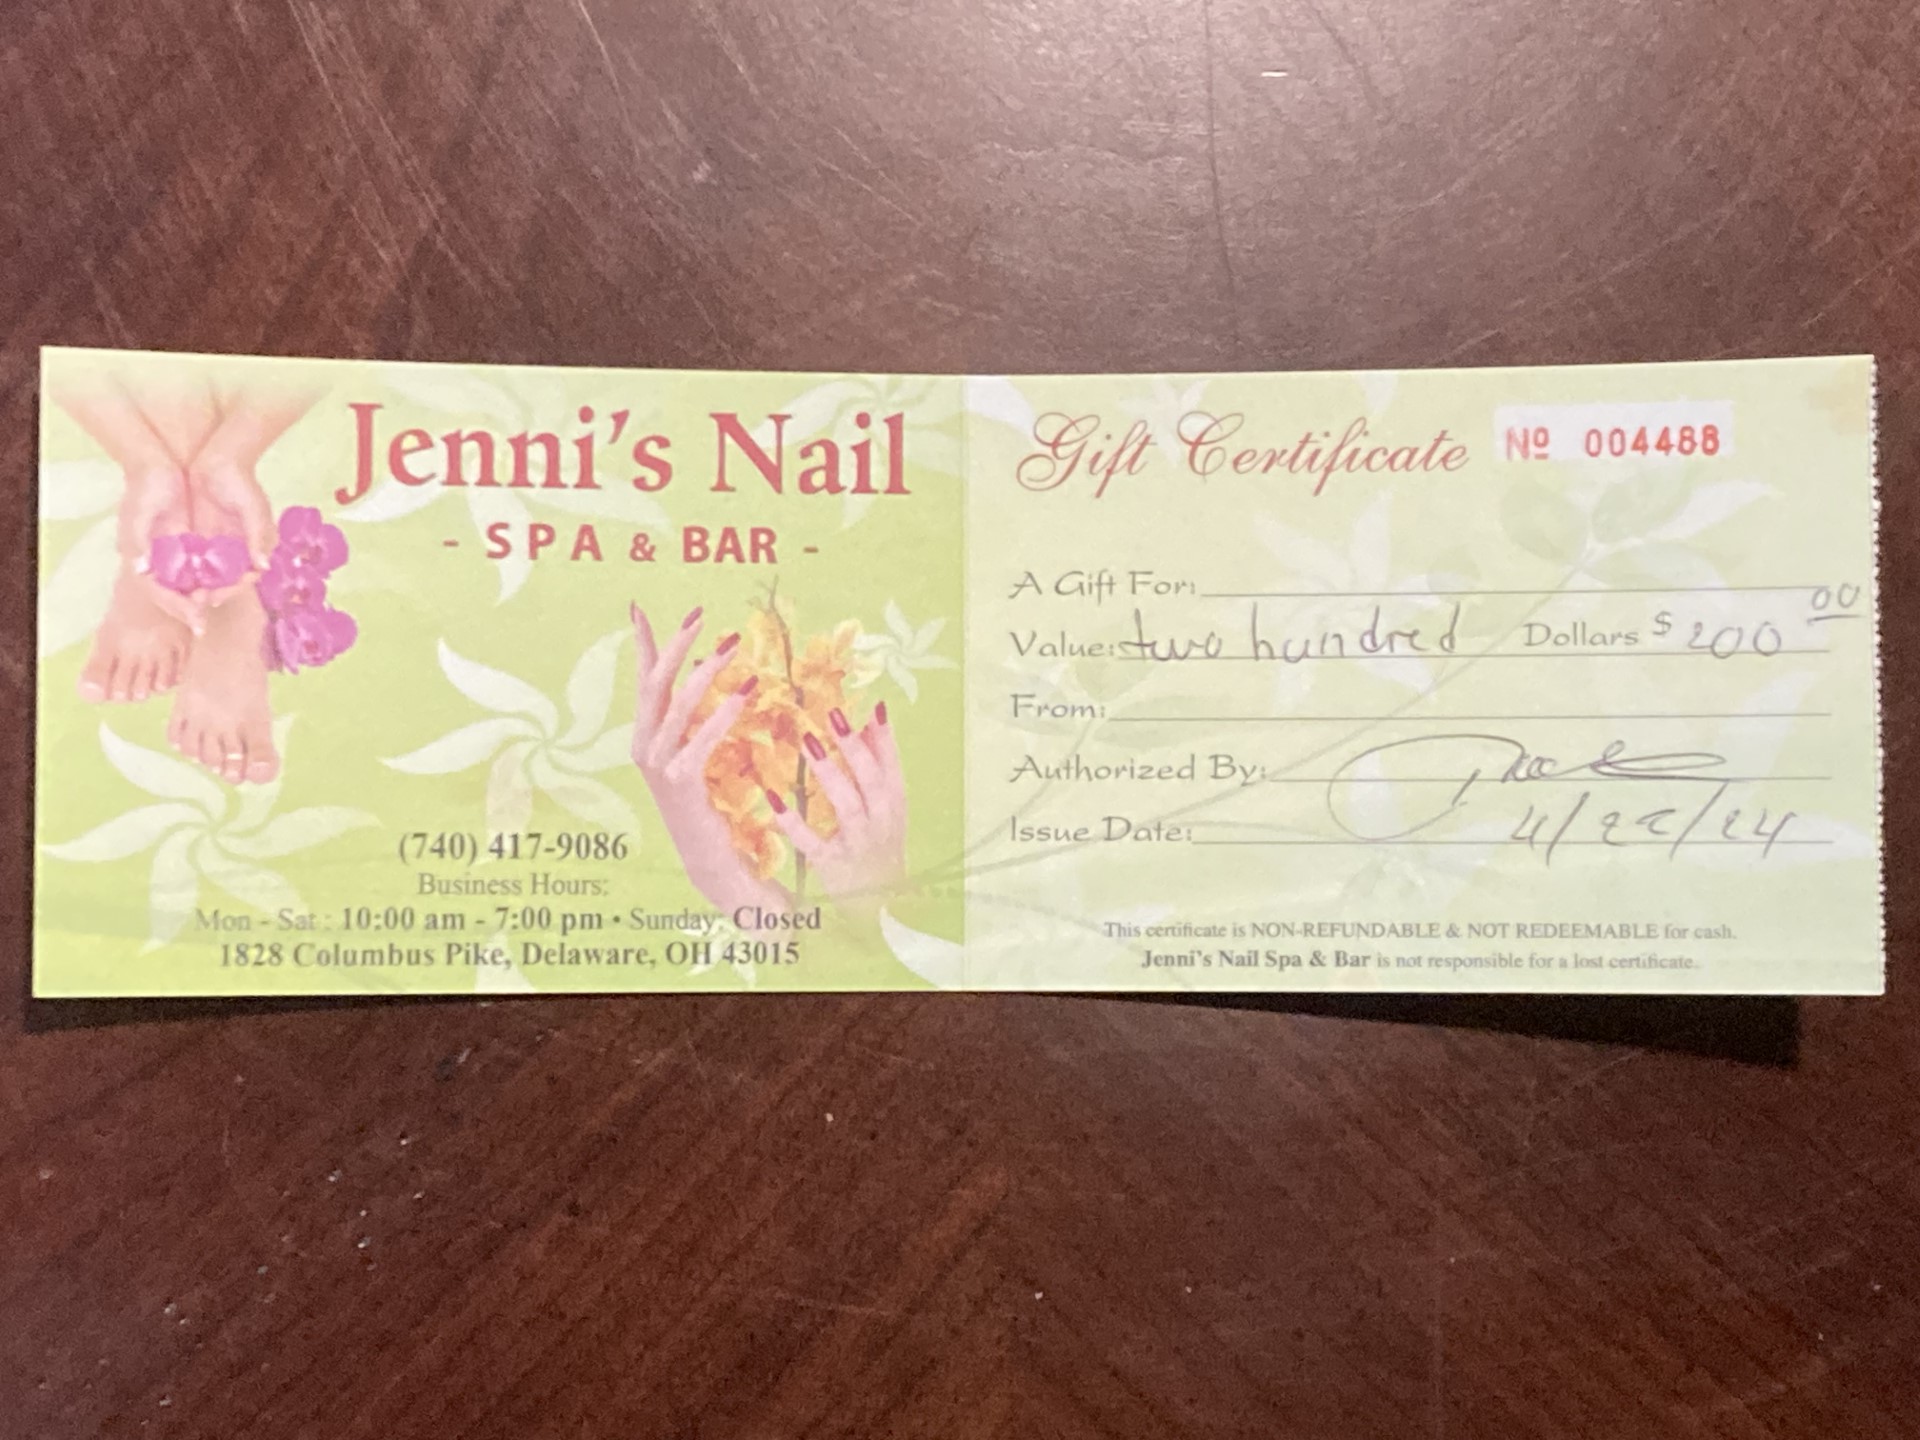 Jenni's Nail
- SPA & BAR -
(740) 417-9086
Business Hours:
Mon - Sat : 10:00 am - 7:00 pm • Sunday: Closed
1828 Columbus Pike, Delaware, OH 43015
Gift Certificate Nº 004488
A Gift For:
Value: two hundred Dollars $ 200 00
From:
Authorized By:
Issue Date: 4/22/24
This certificate is NON-REFUNDABLE & NOT REDEEMABLE for cash.
Jenni's Nail Spa & Bar is not responsible for a lost certificate.